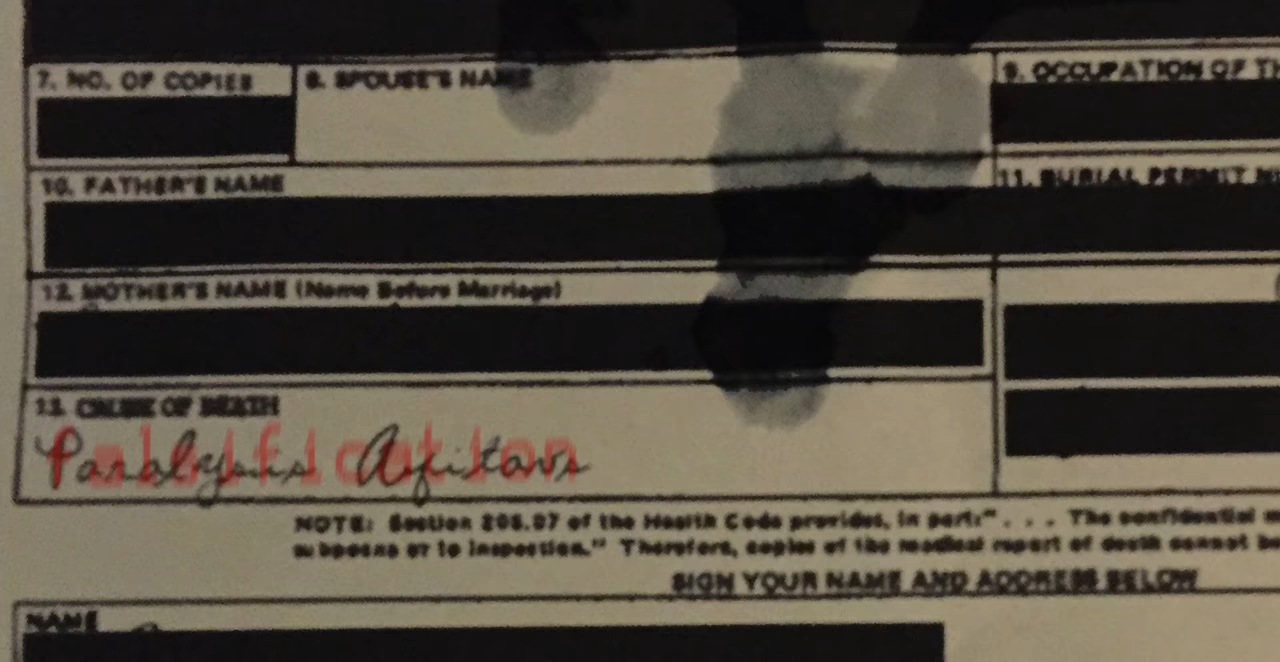 7. NO. OF COPIES
8. SPOUSE'S NAME
9. OCCUPATION OF TH
10. FATHER'S NAME
11. BURIAL PERMIT N
12. MOTHER'S NAME (Name Before Marriage)
13. CAUSE OF DEATH
Paralysis Agitans
NOTE: Section 205.07 of the Health Code provides, in part:" . . . The confidential
subpoena or to inspection." Therefore, copies of the medical report of death cannot be
SIGN YOUR NAME AND ADDRESS BELOW
NAME